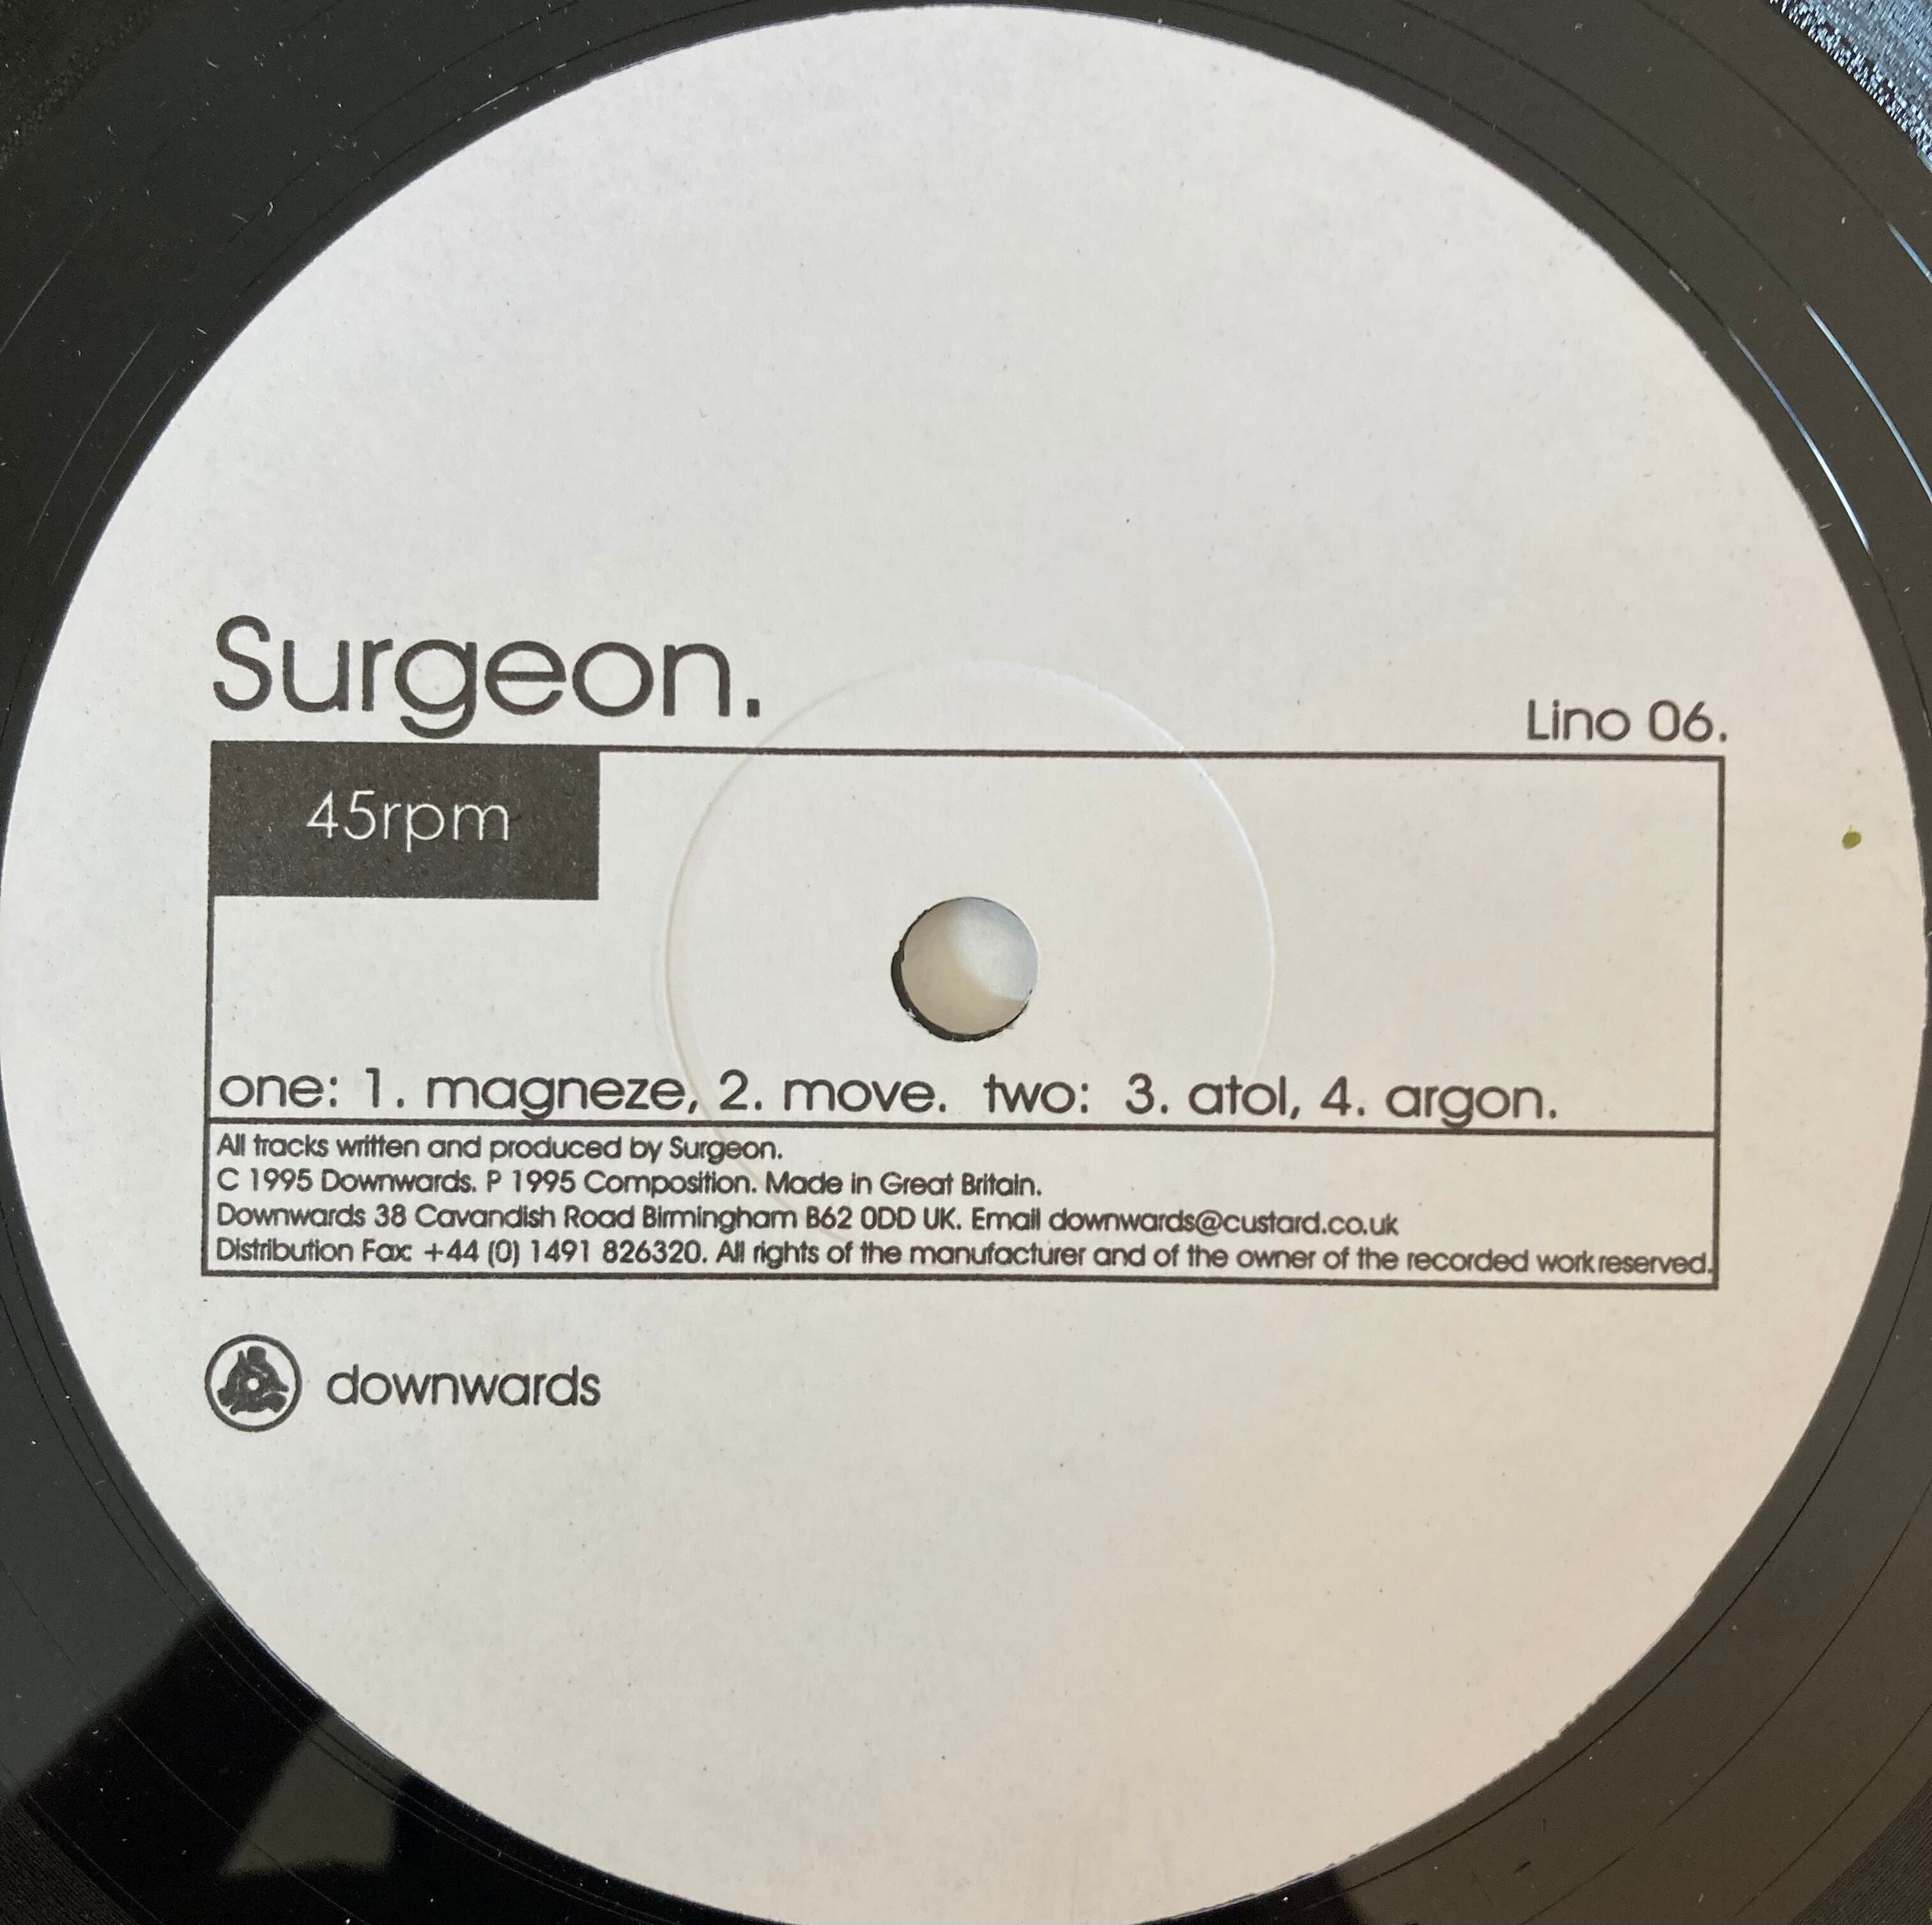 Surgeon.
Lino 06.
45rpm
one: 1. magneze, 2. move. two: 3. atol, 4. argon.
All tracks written and produced by Surgeon.
C 1995 Downwards. P 1995 Composition. Made in Great Britain.
Downwards 38 Cavandish Road Birmingham B62 0DD UK. Email downwards@custard.co.uk
Distribution Fax: +44 (0) 1491 826320. All rights of the manufacturer and of the owner of the recorded work reserved.
downwards